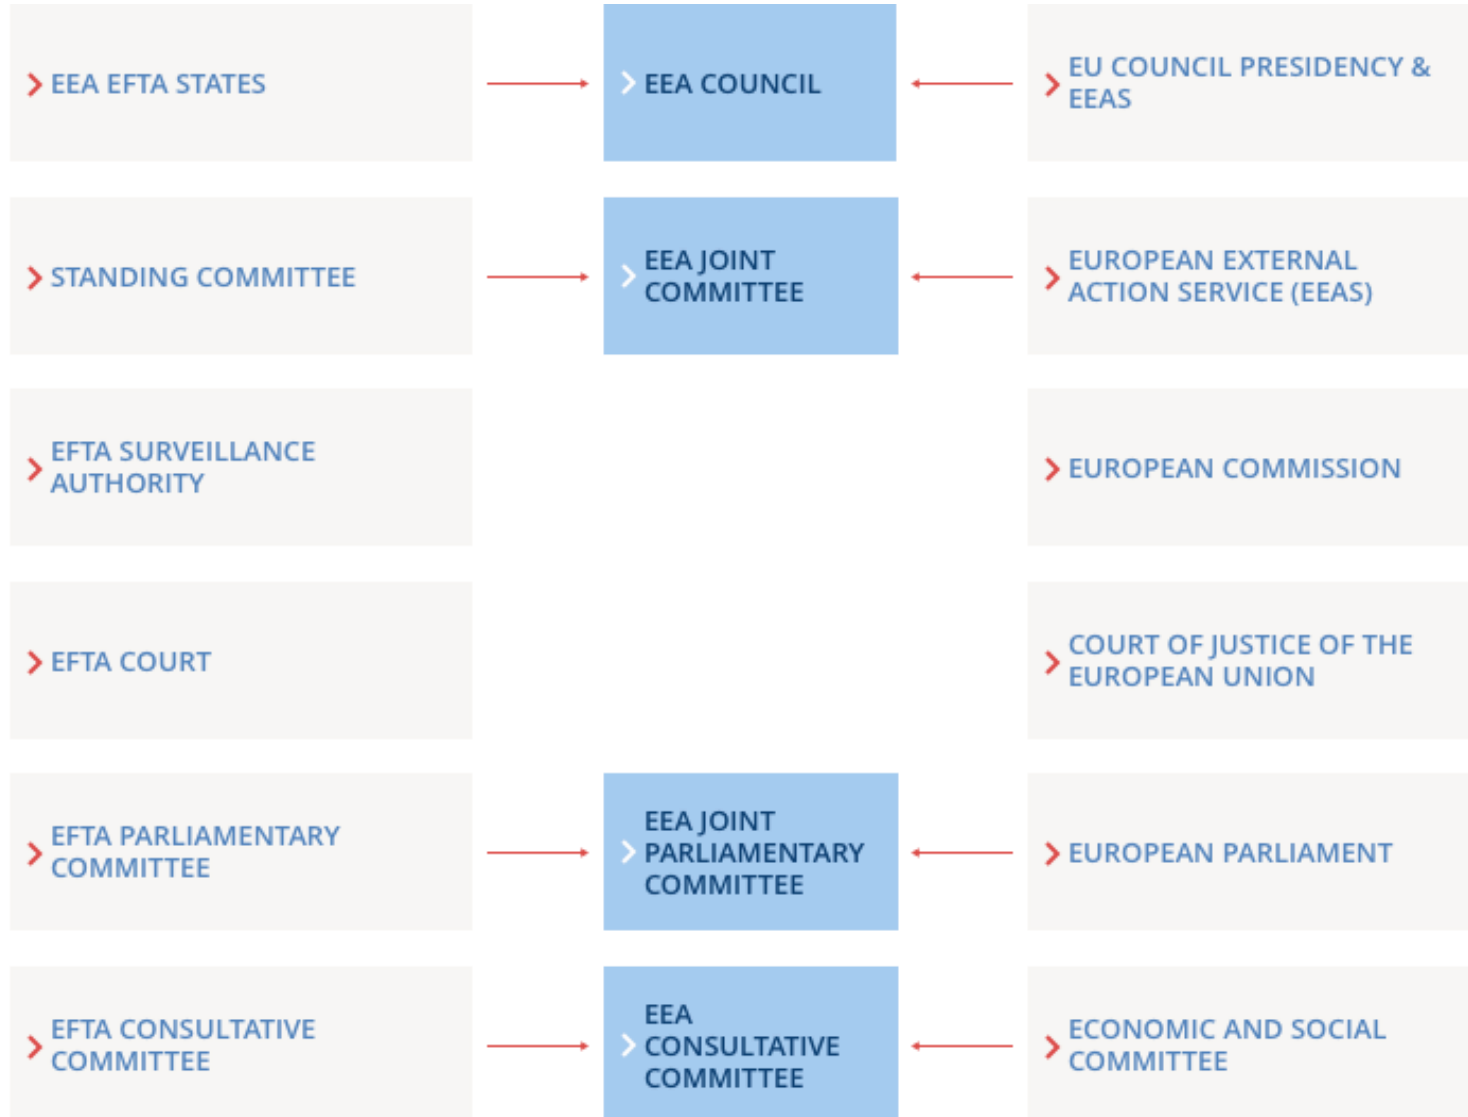 EEA EFTA STATES
EEA COUNCIL
EU COUNCIL PRESIDENCY &
EEAS
STANDING COMMITTEE
EEA JOINT
COMMITTEE
EUROPEAN EXTERNAL
ACTION SERVICE (EEAS)
EFTA SURVEILLANCE
AUTHORITY
EUROPEAN COMMISSION
EFTA COURT
COURT OF JUSTICE OF THE
EUROPEAN UNION
EFTA PARLIAMENTARY
COMMITTEE
EEA JOINT
PARLIAMENTARY
COMMITTEE
EUROPEAN PARLIAMENT
EFTA CONSULTATIVE
COMMITTEE
EEA
CONSULTATIVE
COMMITTEE
ECONOMIC AND SOCIAL
COMMITTEE